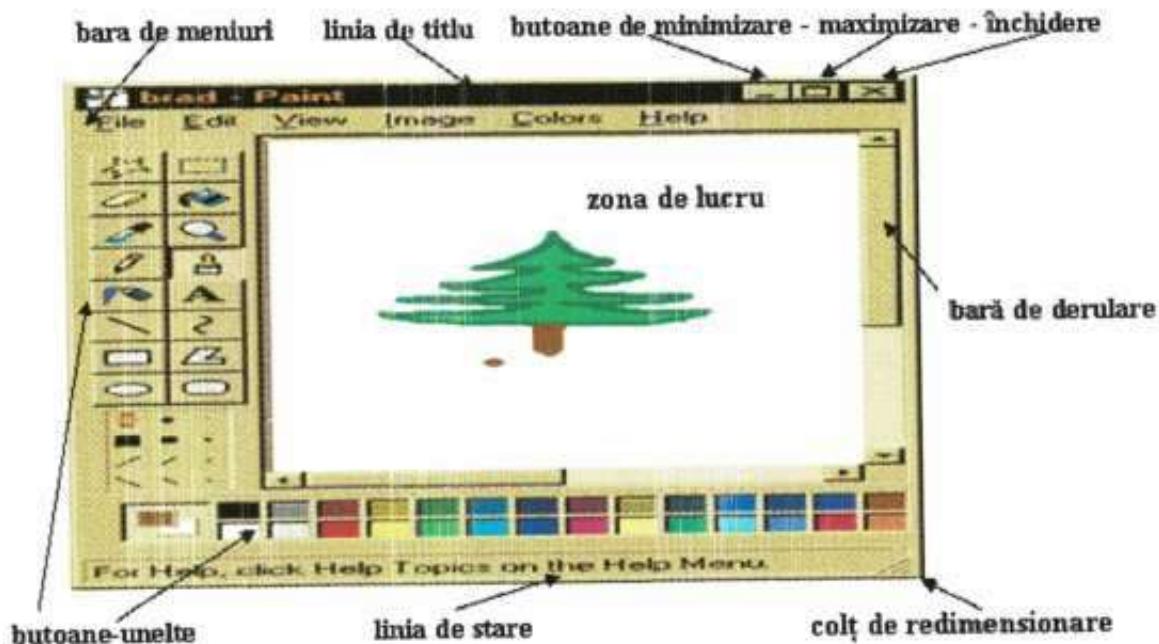 bara de meniuri linia de titlu butoane de minimizare - maximizare - închidere
brad - Paint
File Edit View Image Colors Help
zona de lucru
A
bară de derulare
For Help, click Help Topics on the Help Menu.
butoane-unelte linia de stare colț de redimensionare